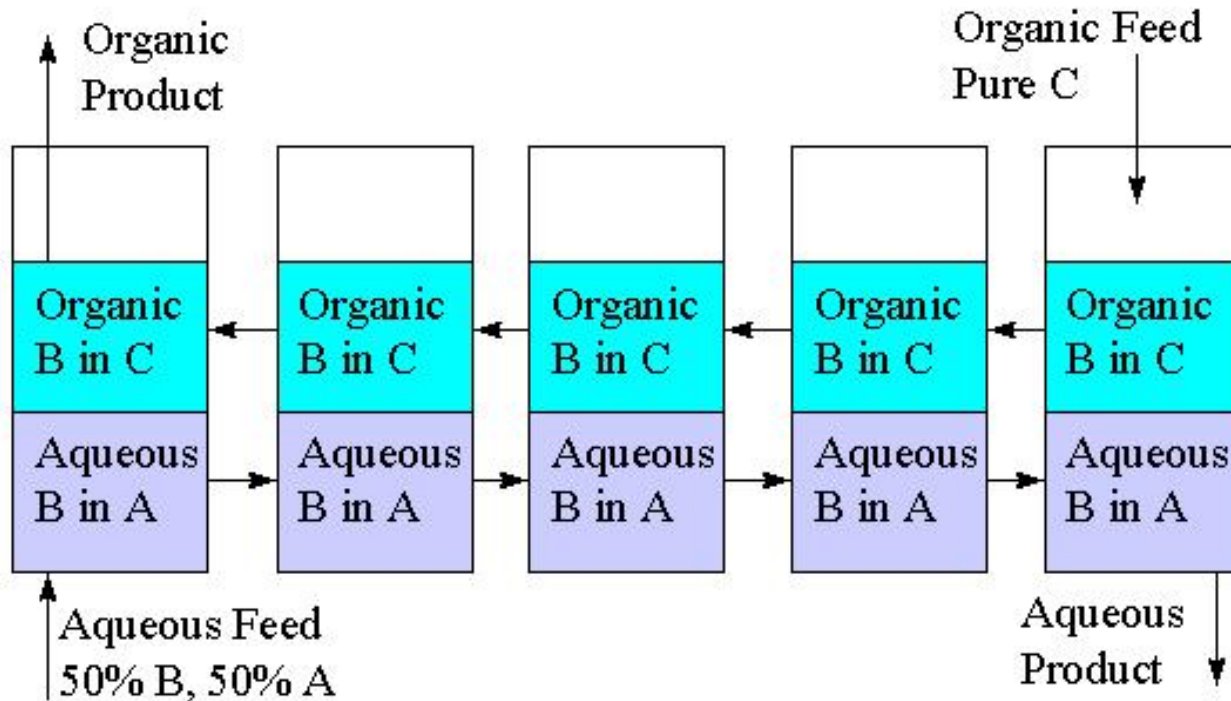 Organic
Product
Organic Feed
Pure C
Organic
B in C
Organic
B in C
Organic
B in C
Organic
B in C
Organic
B in C
Aqueous
B in A
Aqueous
B in A
Aqueous
B in A
Aqueous
B in A
Aqueous
B in A
Aqueous Feed
50% B, 50% A
Aqueous
Product